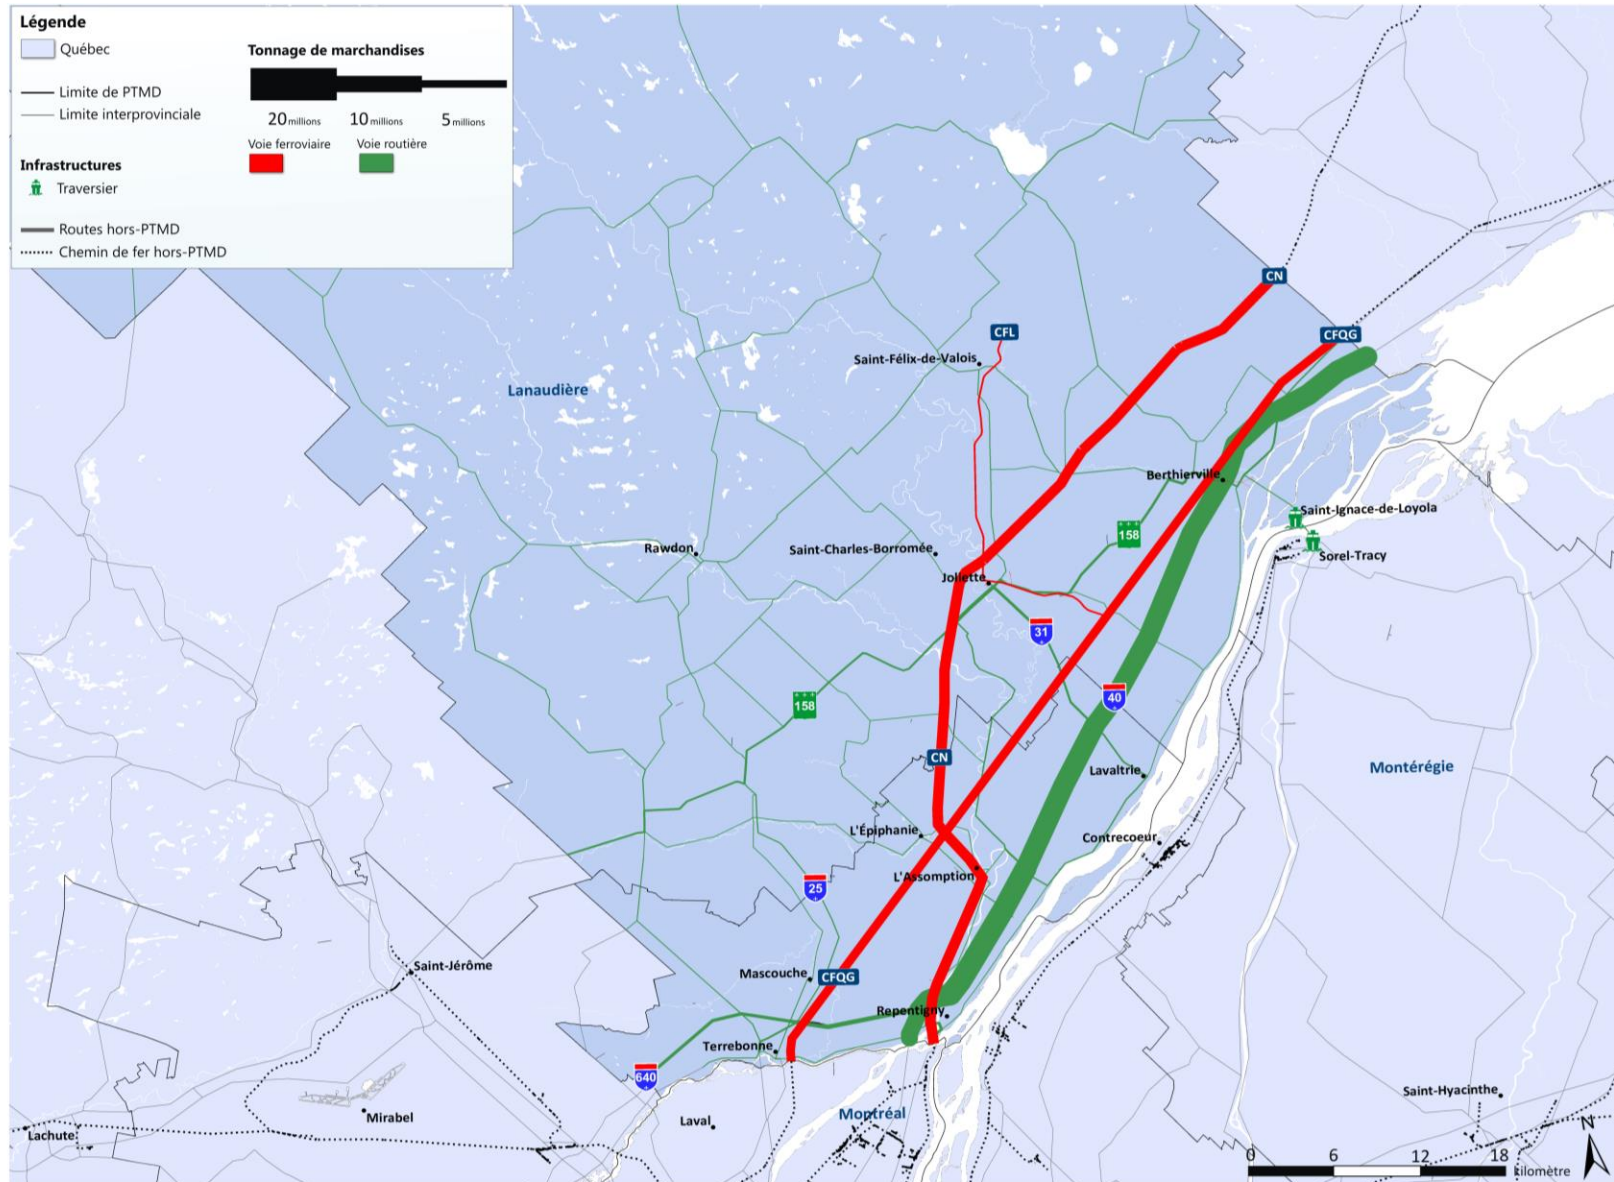 Légende
Québec
Limite de PTMD
Limite interprovinciale
Infrastructures
Traversier
Routes hors-PTMD
Chemin de fer hors-PTMD
Tonnage de marchandises
20 millions 10 millions 5 millions
Voie ferroviaire Voie routière
CN
CFL
CFQG
Saint-Félix-de-Valois
Lanaudière
Berthierville
Saint-Ignace-de-Loyola
158
Sorel-Tracy
Rawdon
Saint-Charles-Borromée
Joliette
31
40
158
CN
Lavaltrie
Montérégie
L'Épiphanie
Contrecoeur
L'Assomption
25
Saint-Jérôme
Mascouche
CFQG
Repentigny
Terrebonne
640
Saint-Hyacinthe
Mirabel
Laval
Montréal
Lachute
N
0 6 12 18
kilomètre